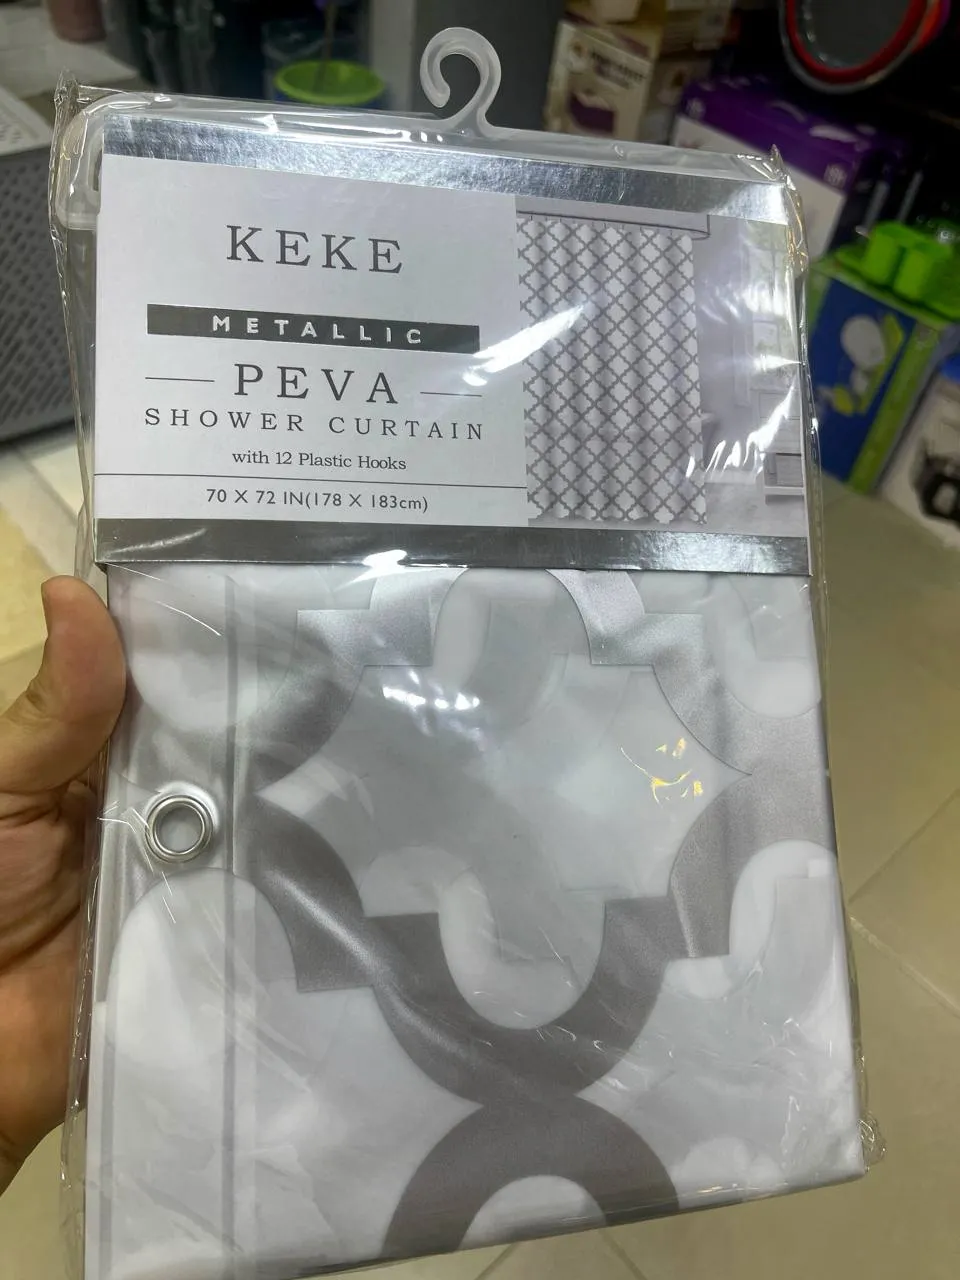 KEKE
METALLIC
PEVA
SHOWER CURTAIN
with 12 Plastic Hooks
70 X 72 IN(178 X 183cm)